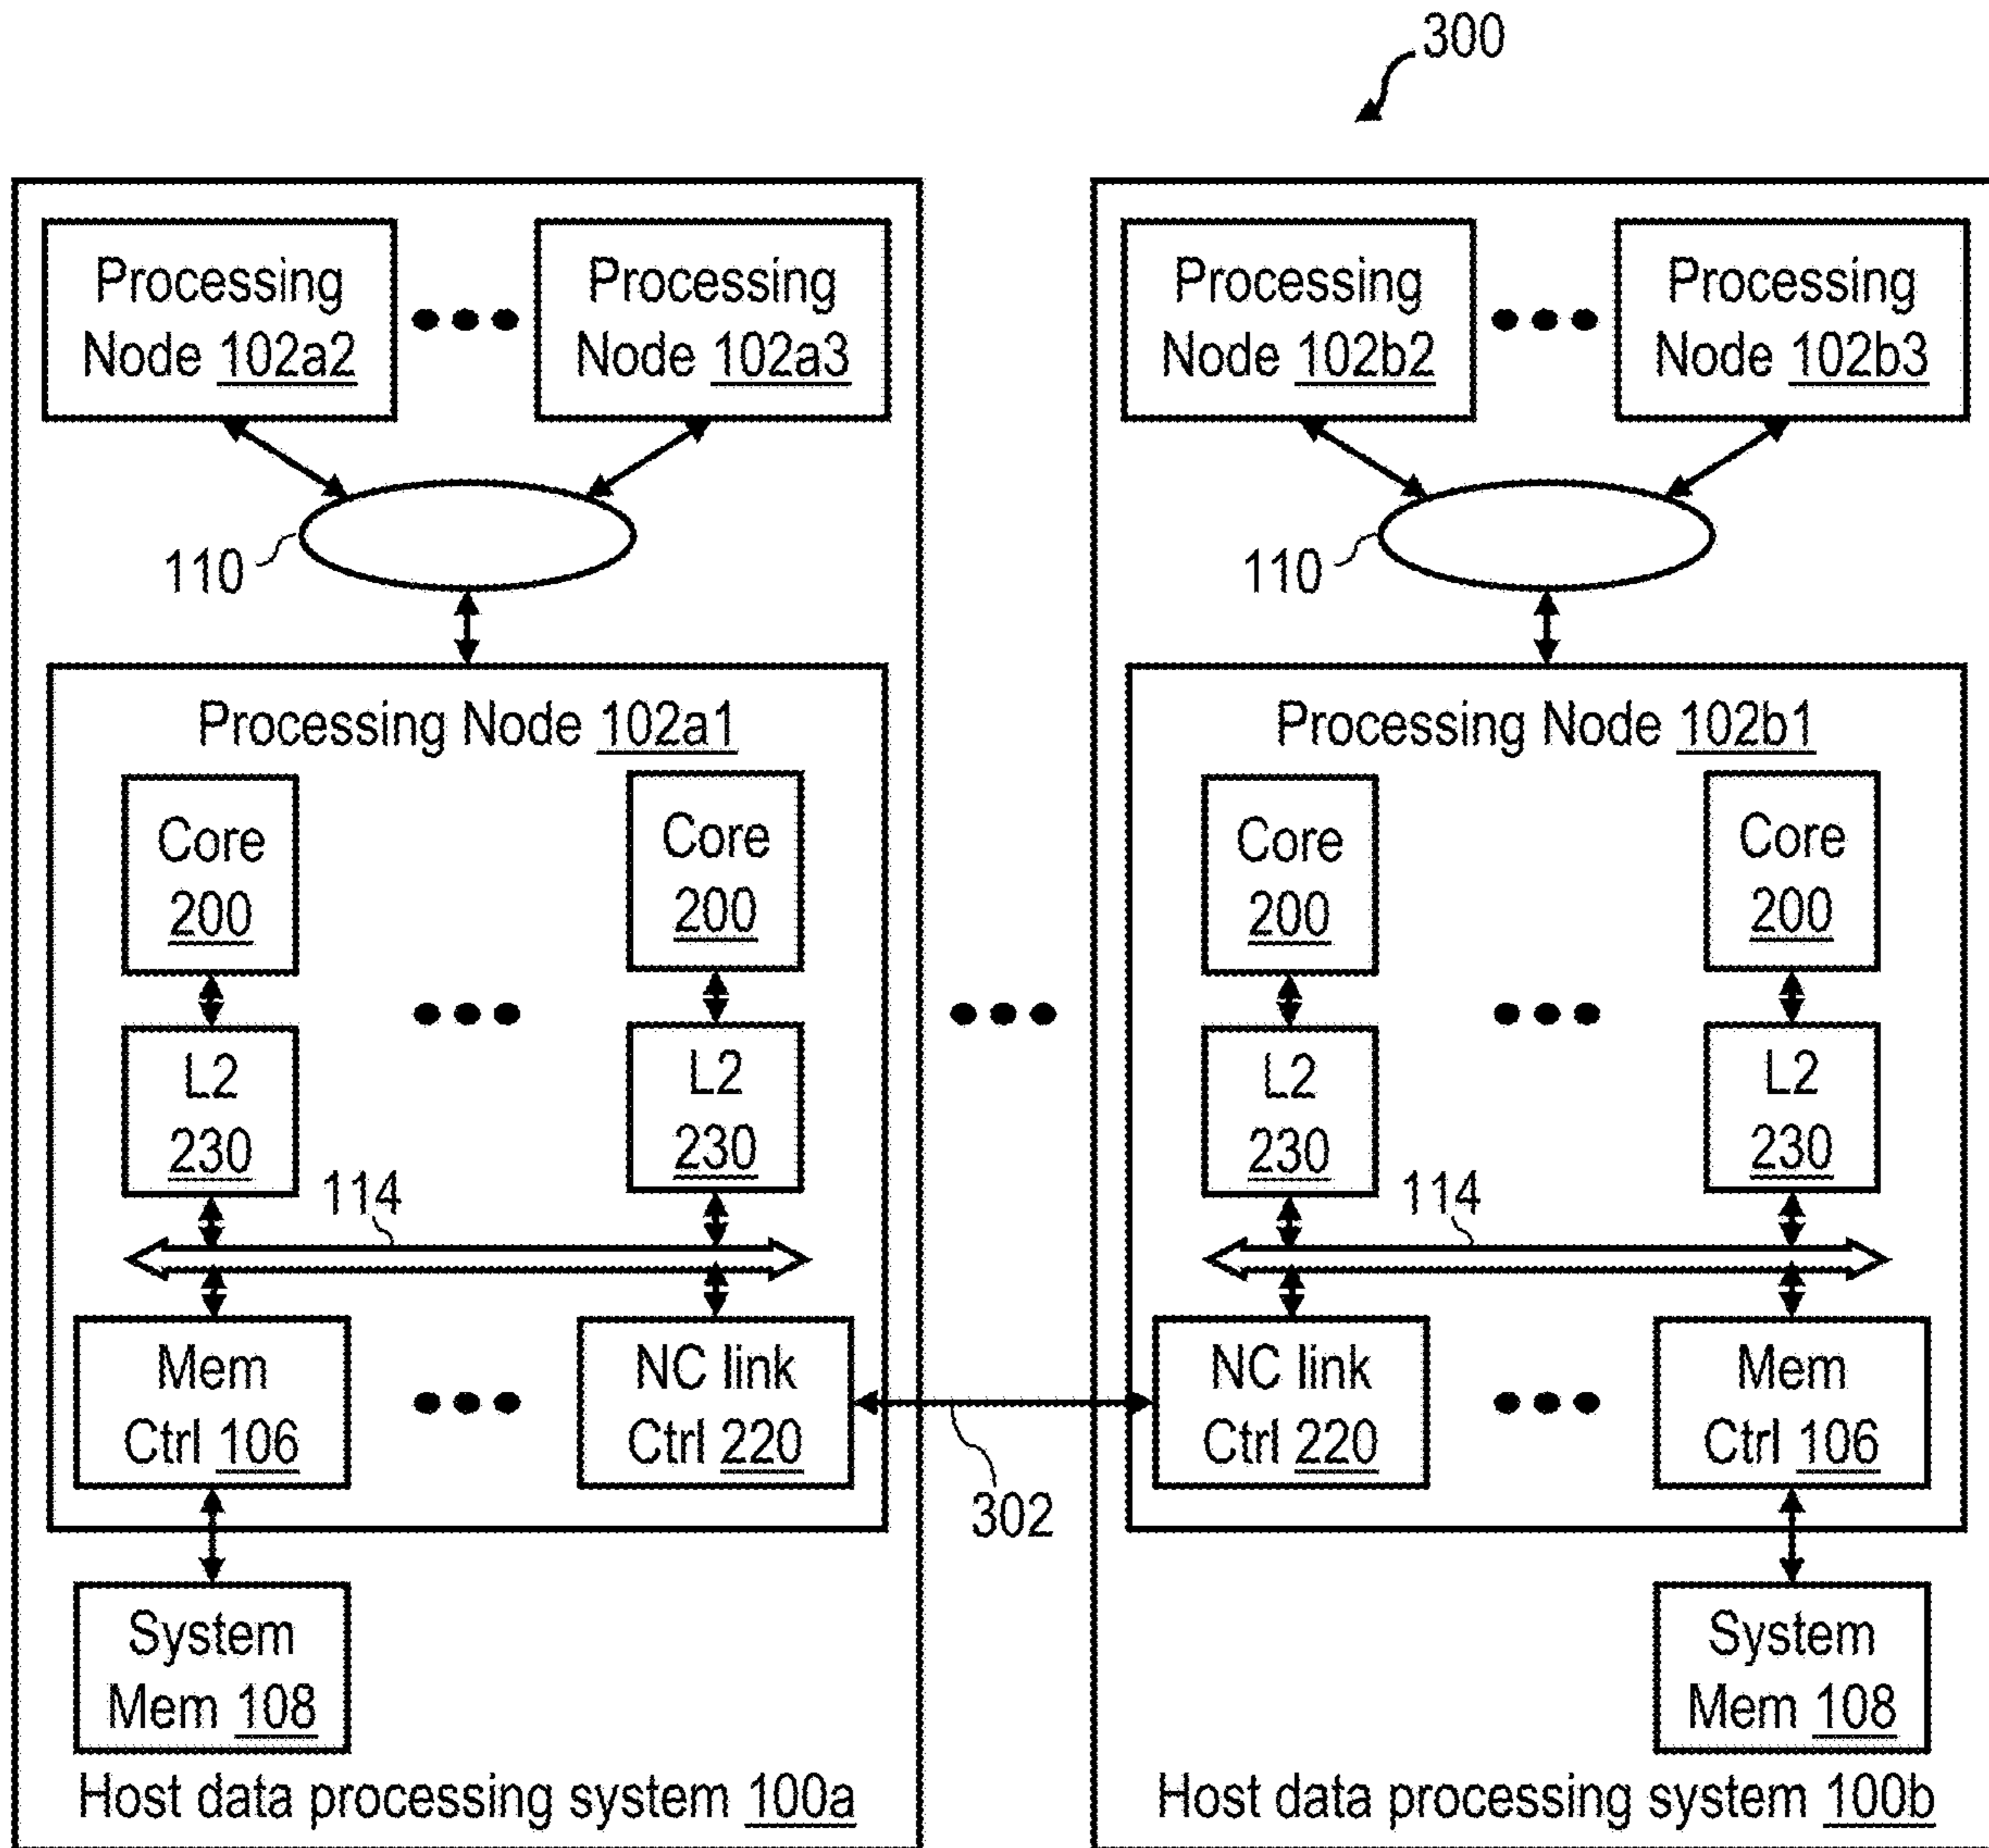 300
Processing
Node 102a2
Processing
Node 102a3
110
Processing Node 102a1
Core
200
Core
200
L2
230
L2
230
114
Mem
Ctrl 106
NC link
Ctrl 220
System
Mem 108
Host data processing system 100a
302
Processing
Node 102b2
Processing
Node 102b3
110
Processing Node 102b1
Core
200
Core
200
L2
230
L2
230
114
NC link
Ctrl 220
Mem
Ctrl 106
System
Mem 108
Host data processing system 100b